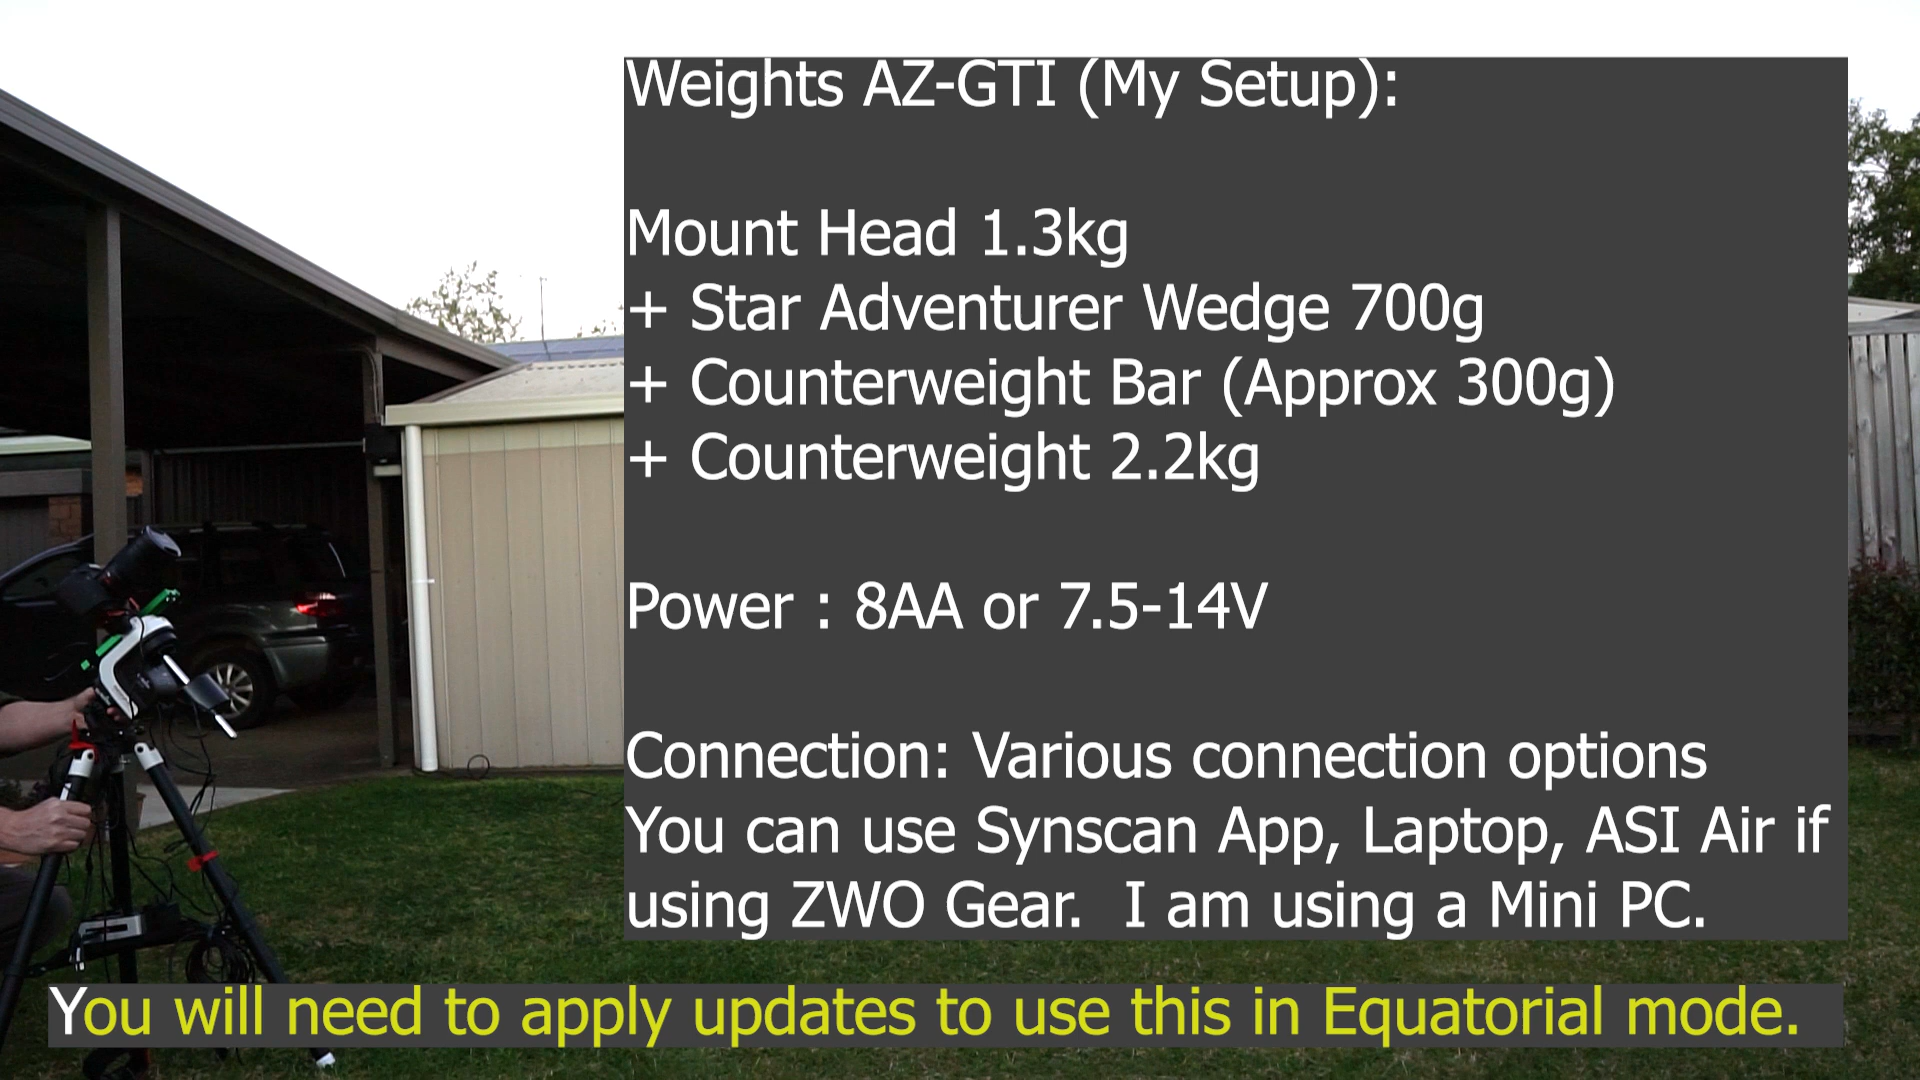 Weights AZ-GTI (My Setup):
Mount Head 1.3kg
+ Star Adventurer Wedge 700g
+ Counterweight Bar (Approx 300g)
+ Counterweight 2.2kg
Power : 8AA or 7.5-14V
Connection: Various connection options
You can use Synscan App, Laptop, ASI Air if
using ZWO Gear.  I am using a Mini PC.
You will need to apply updates to use this in Equatorial mode.